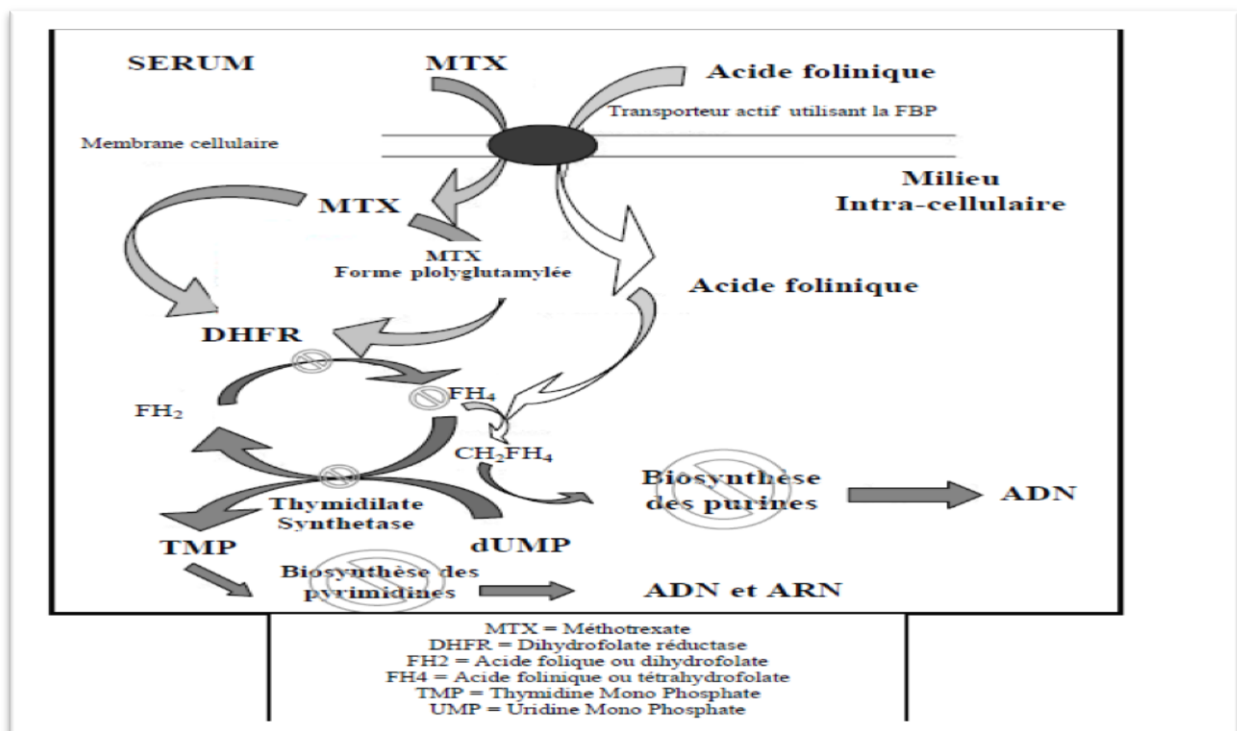 SERUM
MTX
Acide folinique
Transporteur actif utilisant la FBP
Membrane cellulaire
Milieu
Intra-cellulaire
MTX
MTX
Forme plolyglutamylée
Acide folinique
DHFR
FH₂
FH₄
CH₂FH₄
Biosynthèse
des purines
ADN
Thymidilate
Synthetase
TMP
dUMP
Biosynthèse des
pyrimidines
ADN et ARN
MTX = Méthotrexate
DHFR = Dihydrofolate réductase
FH2 = Acide folique ou dihydrofolate
FH4 = Acide folinique ou tétrahydrofolate
TMP = Thymidine Mono Phosphate
UMP = Uridine Mono Phosphate